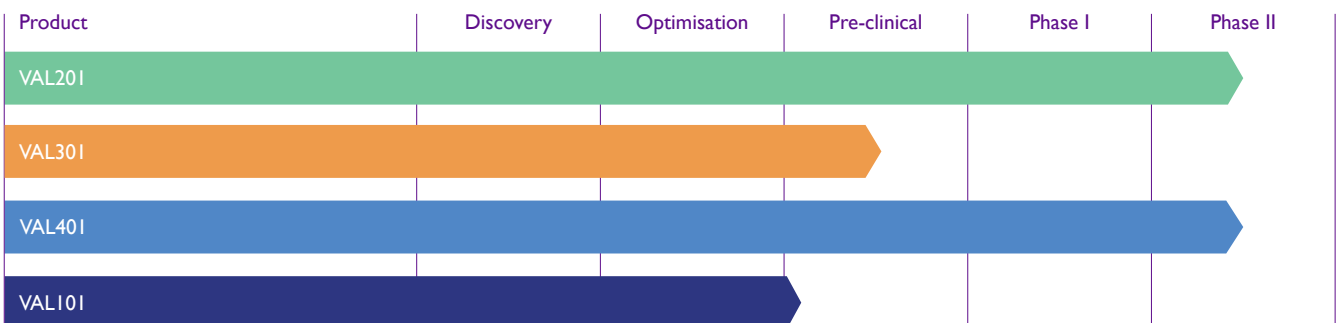 Product Discovery Optimisation Pre-clinical Phase I Phase II
VAL201
VAL301
VAL401
VAL101